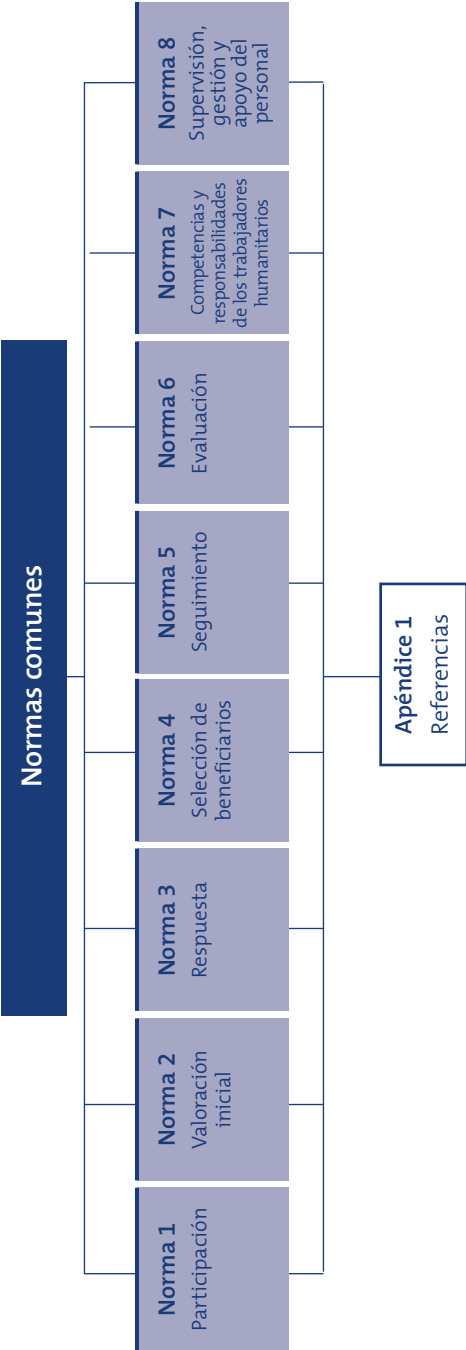 Normas comunes
Norma 1
Participación
Norma 2
Valoración
inicial
Norma 3
Respuesta
Norma 4
Selección de
beneficiarios
Norma 5
Seguimiento
Norma 6
Evaluación
Norma 7
Competencias y
responsabilidades
de los trabajadores
humanitarios
Norma 8
Supervisión,
gestión y
apoyo del
personal
Apéndice 1
Referencias